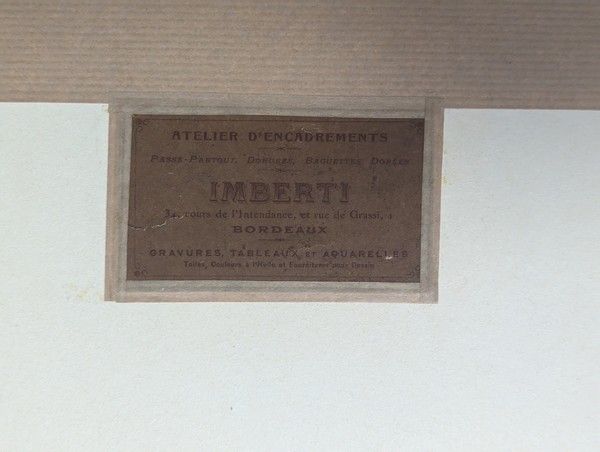 ATELIER D'ENCADREMENTS
PASSE-PARTOUT, DORURES, BAGUETTES DORÉES
IMBERTI
cours de l'Intendance, et rue de Grassi,
BORDEAUX
GRAVURES, TABLEAUX ET AQUARELLES
Toiles, Couleurs à l'Huile et Fournitures pour Dessin